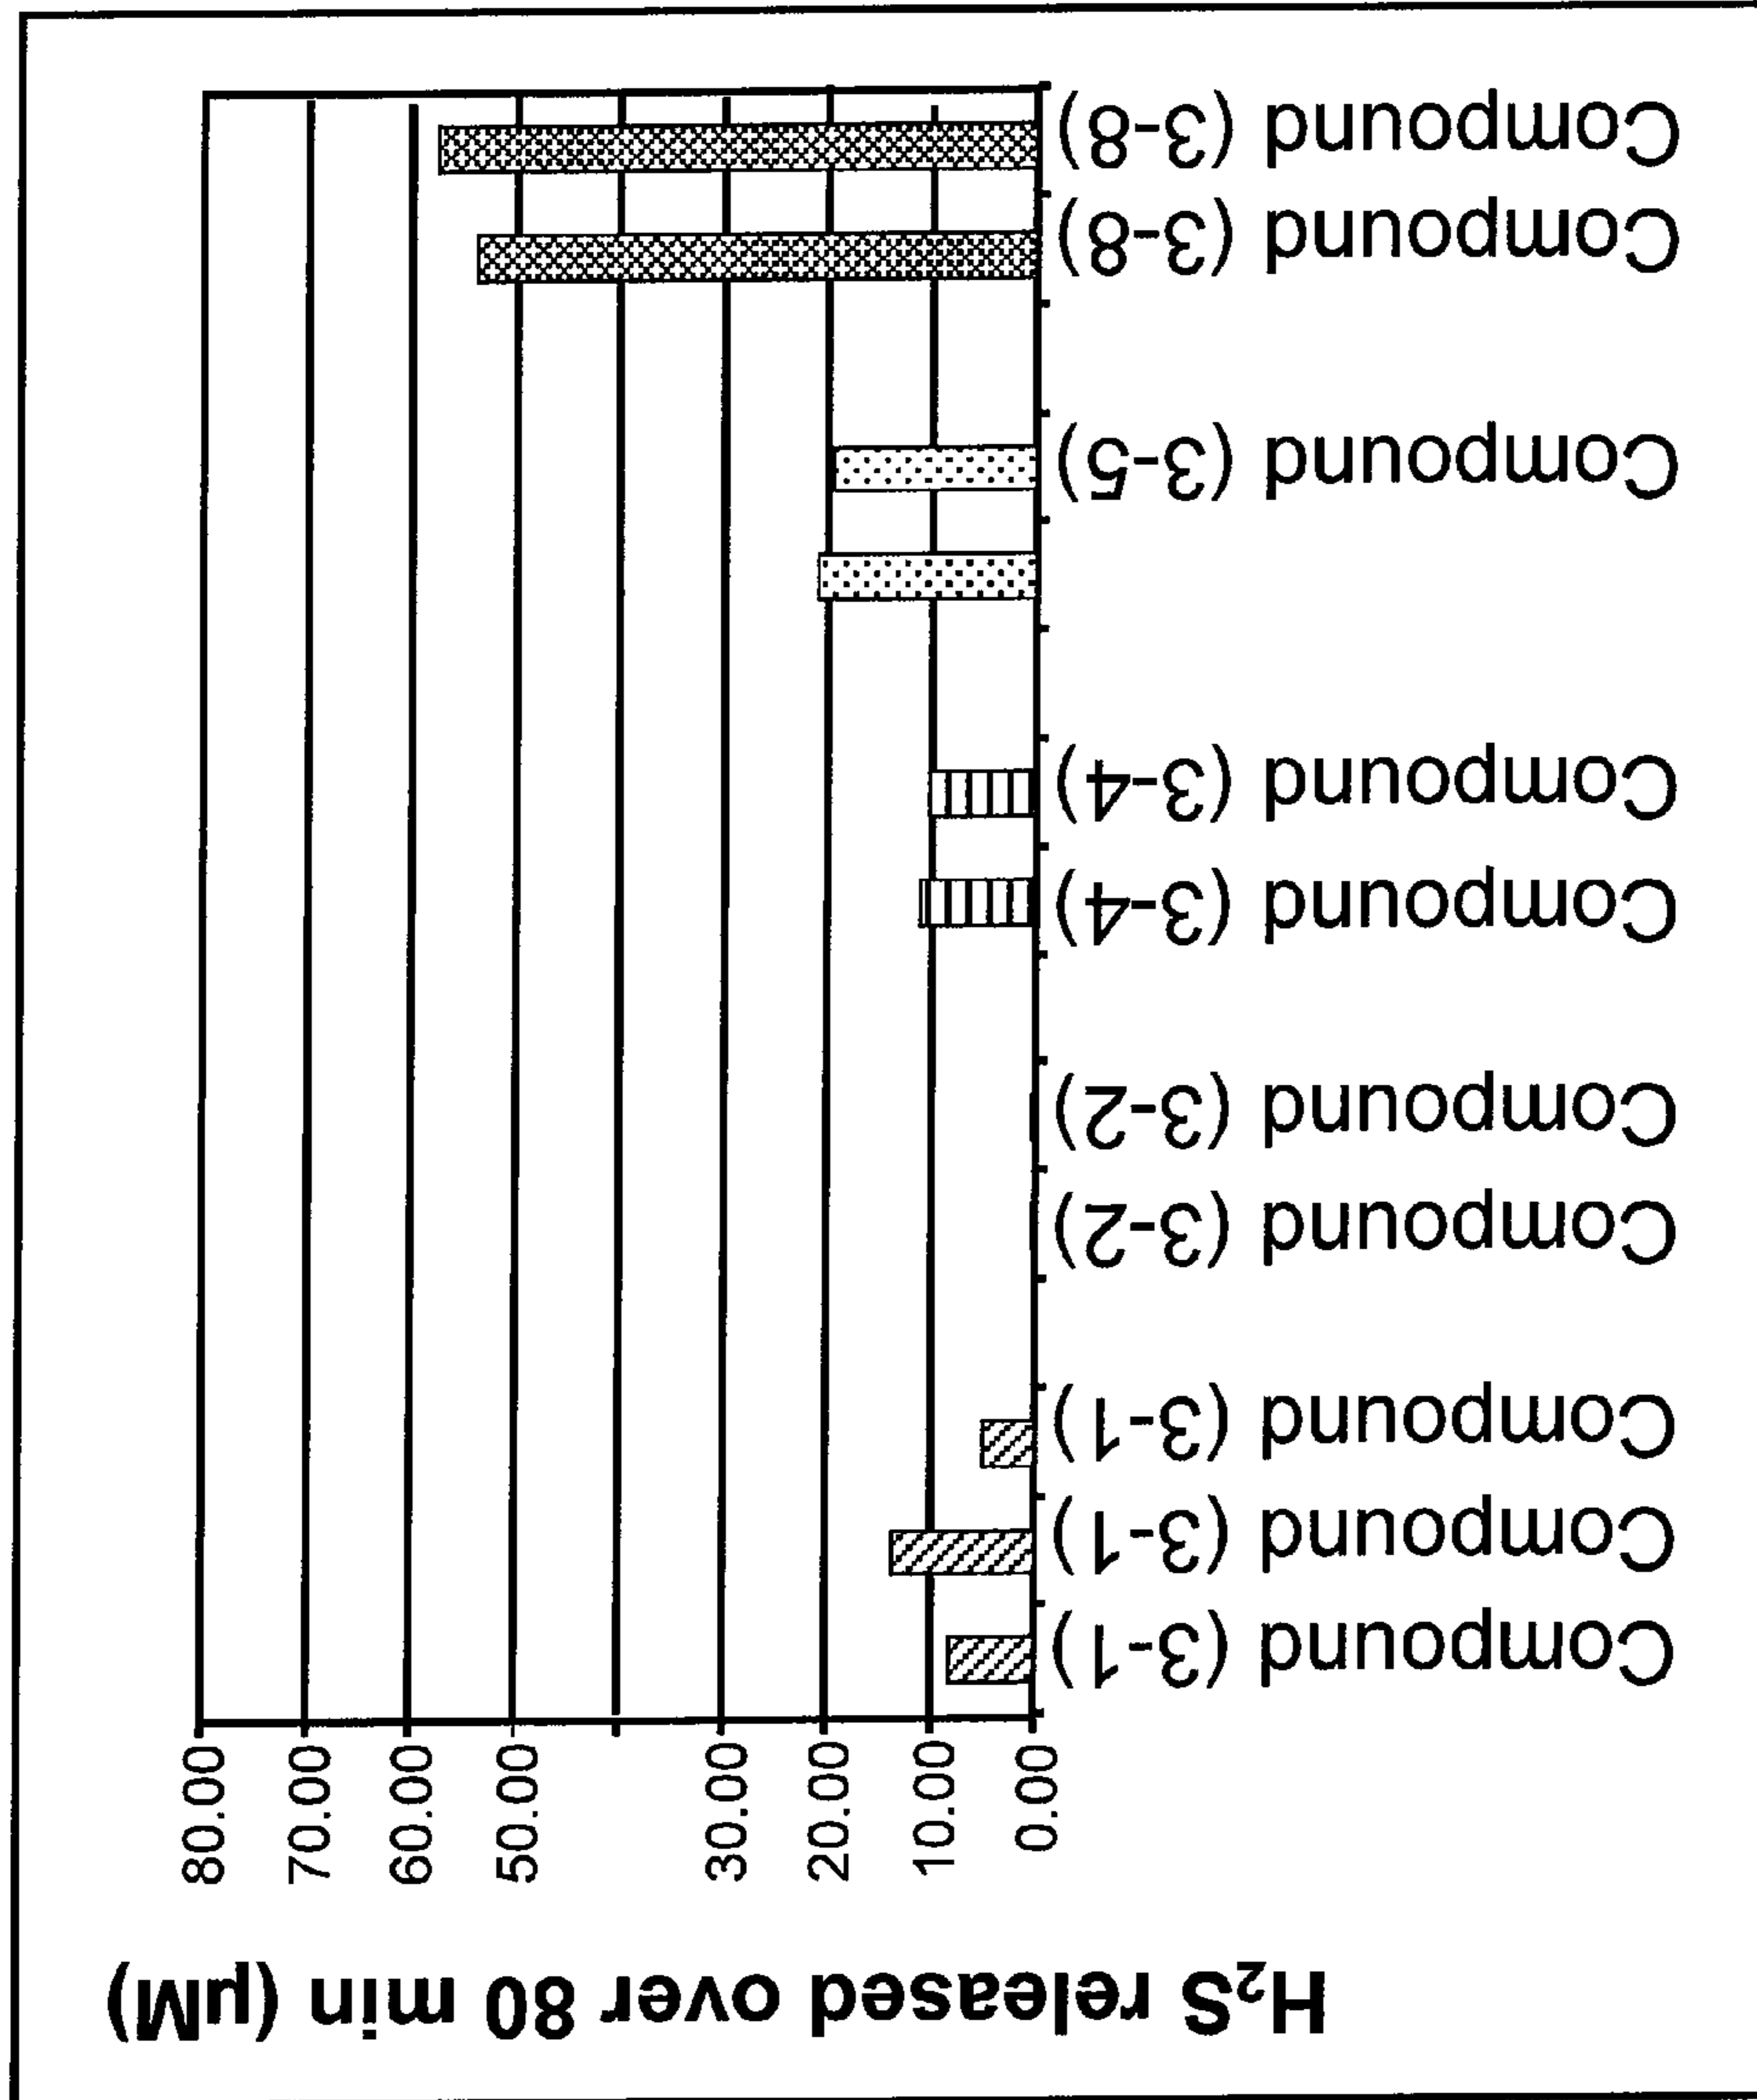 H₂S released over 80 min (µM)
80.00
70.00
60.00
50.00
30.00
20.00
10.00
0.00
Compound (3-1)
Compound (3-1)
Compound (3-1)
Compound (3-2)
Compound (3-2)
Compound (3-4)
Compound (3-4)
Compound (3-5)
Compound (3-8)
Compound (3-8)